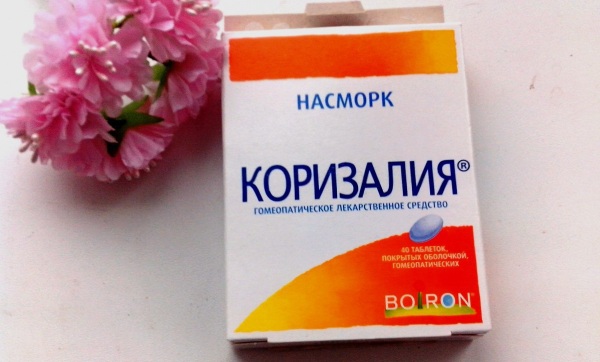 НАСМОРК
КОРИЗАЛИЯ®
ГОМЕОПАТИЧЕСКОЕ ЛЕКАРСТВЕННОЕ СРЕДСТВО
40 ТАБЛЕТОК,
ПОКРЫТЫХ ОБОЛОЧКОЙ,
ГОМЕОПАТИЧЕСКИХ
BOIRON®